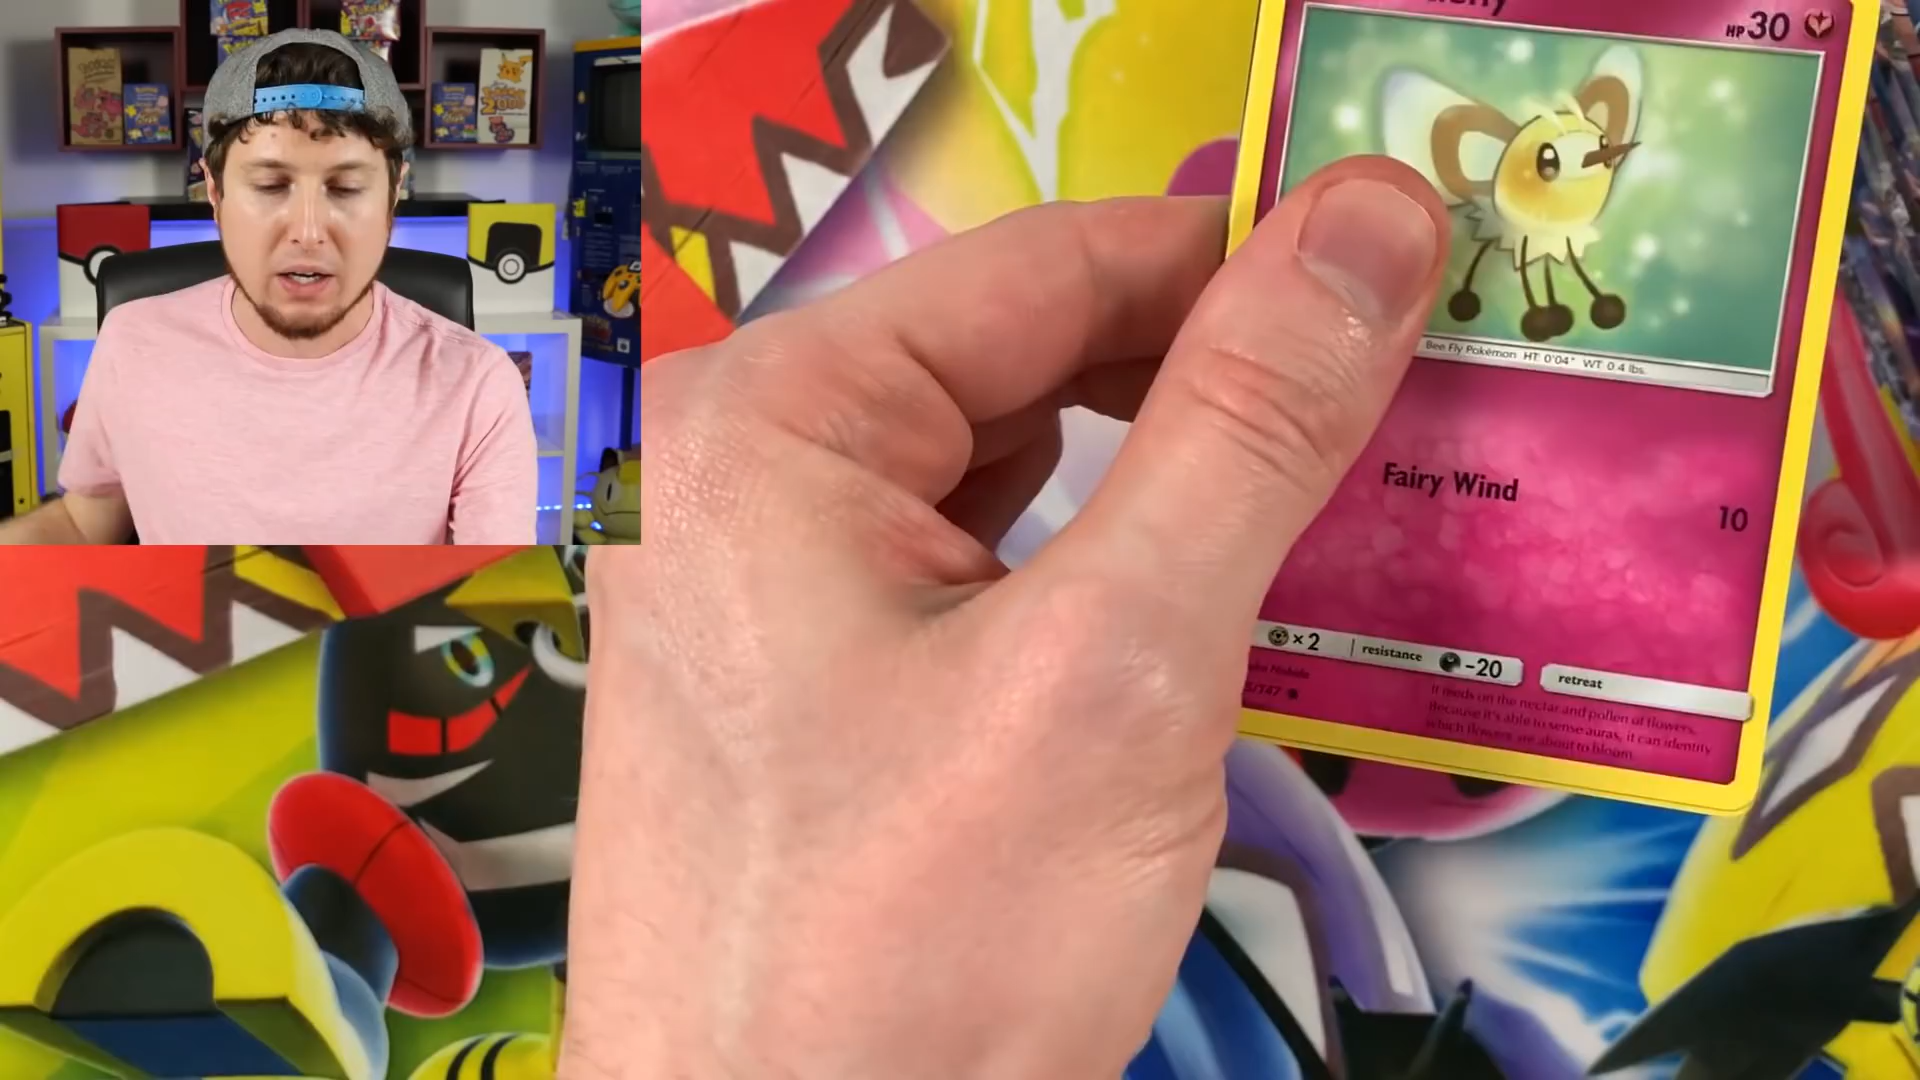 HP30
Bee Fly Pokémon HT: 0'04" WT: 0.4 lbs.
Fairy Wind
10
×2 resistance -20
retreat
/147
It feeds on the nectar and pollen of flowers.
Because it's able to sense auras, it can identify
which flowers are about to bloom.